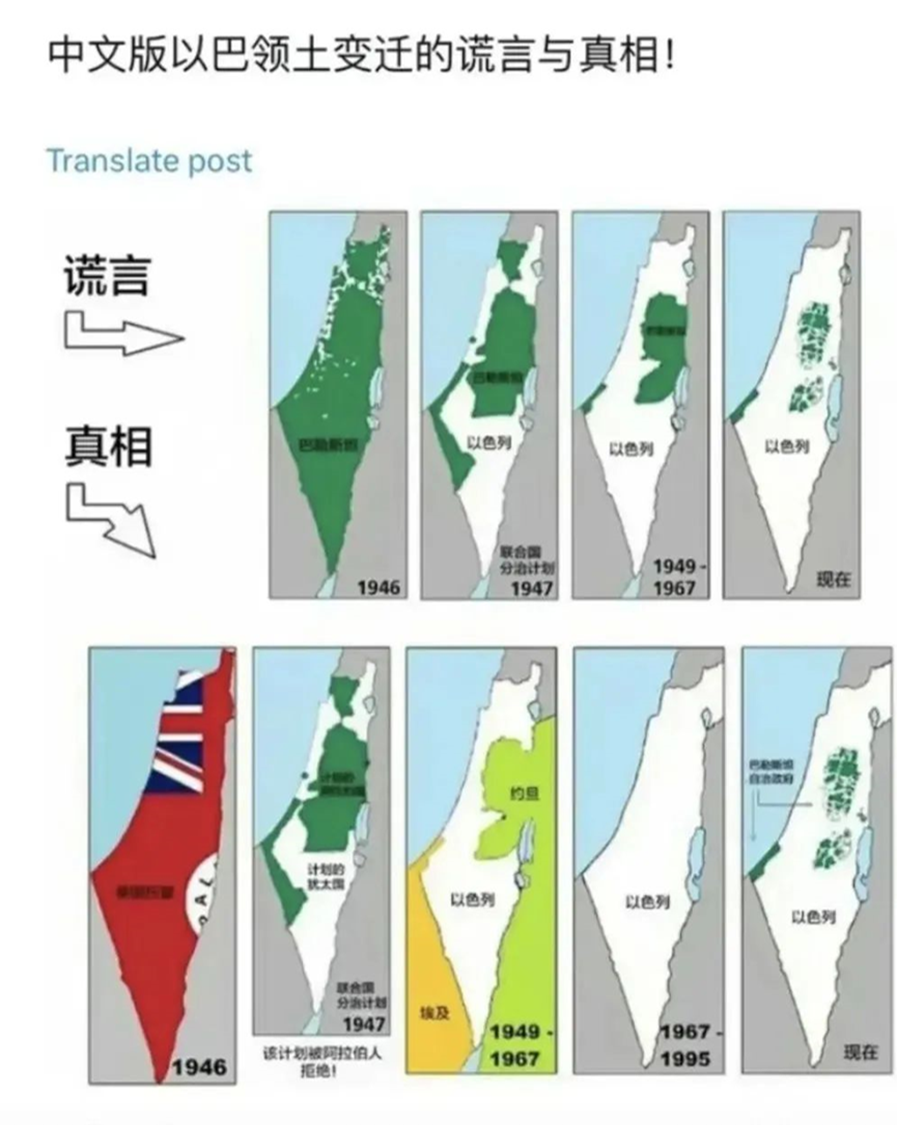 中文版以巴领土变迁的谎言与真相！
Translate post
谎言
真相
巴勒斯坦
1946
巴勒斯坦
以色列
联合国
分治计划
1947
以色列
1949 -
1967
以色列
现在
1946
PAL
计划的
犹太国
联合国
分治计划
1947
该计划被阿拉伯人
拒绝！
约旦
以色列
埃及
1949 -
1967
以色列
1967 -
1995
巴勒斯坦
自治政府
以色列
现在